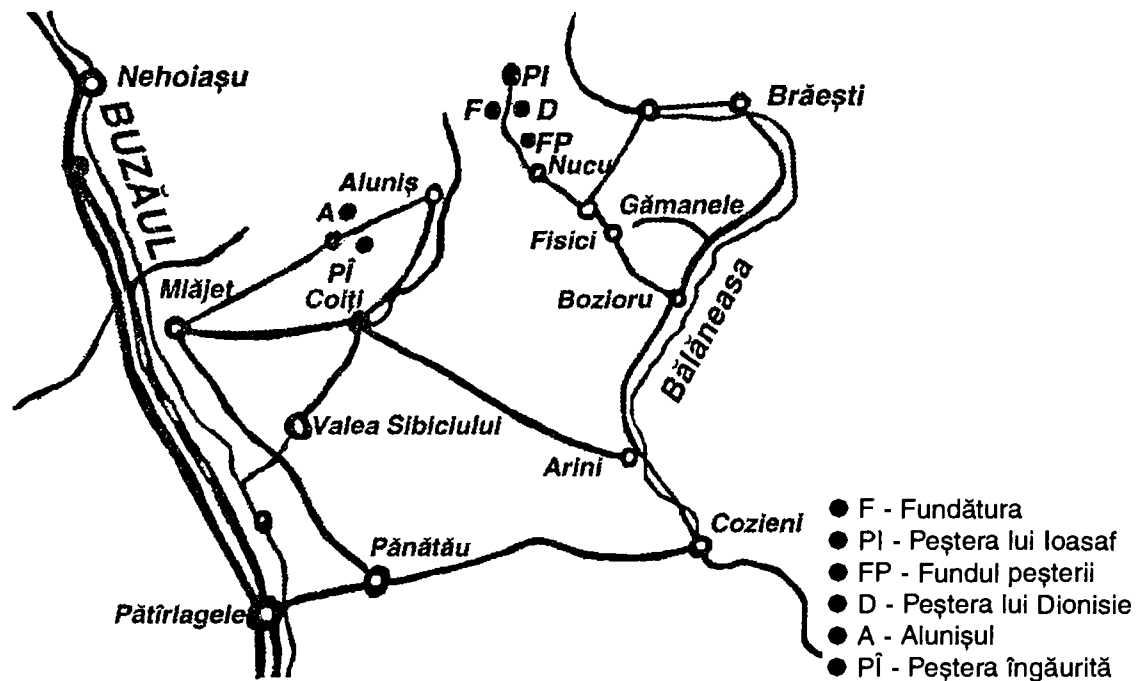 Nehoiașu
BUZĂUL
PI
F
D
FP
Nucu
Brăești
Aluniș
A
PÎ
Gămanele
Fisici
Mlăjet
Colți
Bozioru
Bălăneasa
Valea Sibiciului
Arini
Cozieni
Pănătău
Pătîrlagele
F - Fundătura
PI - Peștera lui Ioasaf
FP - Fundul peșterii
D - Peștera lui Dionisie
A - Alunișul
PÎ - Peștera îngăurită